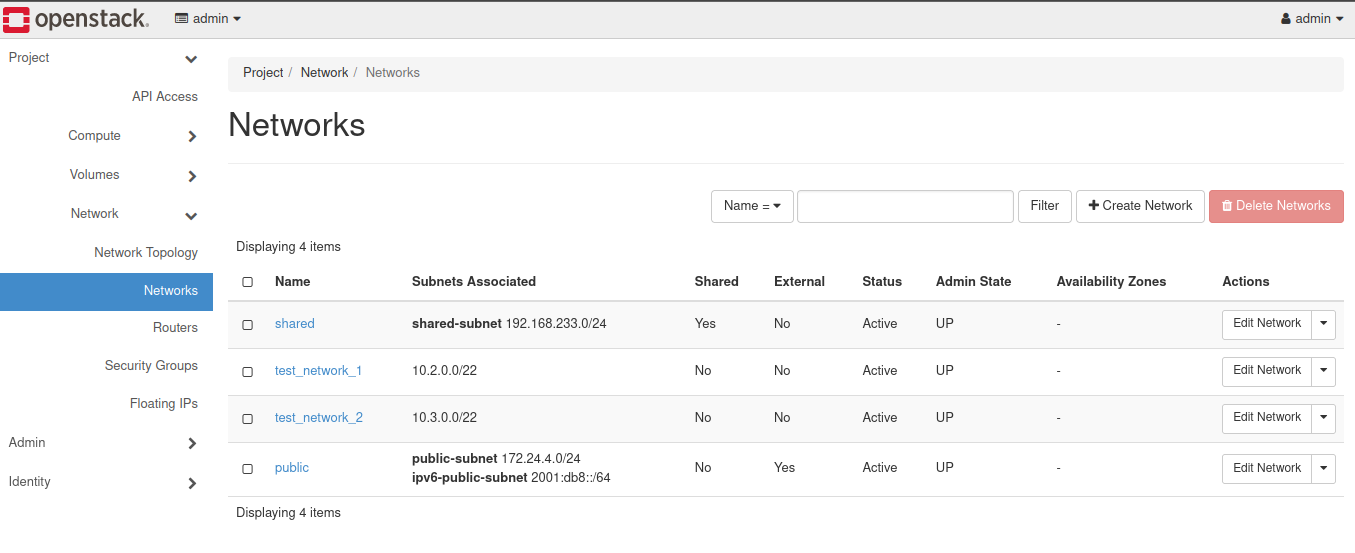 openstack. admin admin
Project
Project / Network / Networks
API Access
Networks
Compute
Volumes
Network
Name = Filter Create Network Delete Networks
Network Topology
Displaying 4 items
Name Subnets Associated Shared External Status Admin State Availability Zones Actions
Networks
Routers
shared shared-subnet 192.168.233.0/24 Yes No Active UP - Edit Network
Security Groups
test_network_1 10.2.0.0/22 No No Active UP - Edit Network
Floating IPs
test_network_2 10.3.0.0/22 No No Active UP - Edit Network
Admin
public public-subnet 172.24.4.0/24 No Yes Active UP - Edit Network
ipv6-public-subnet 2001:db8::/64
Identity
Displaying 4 items